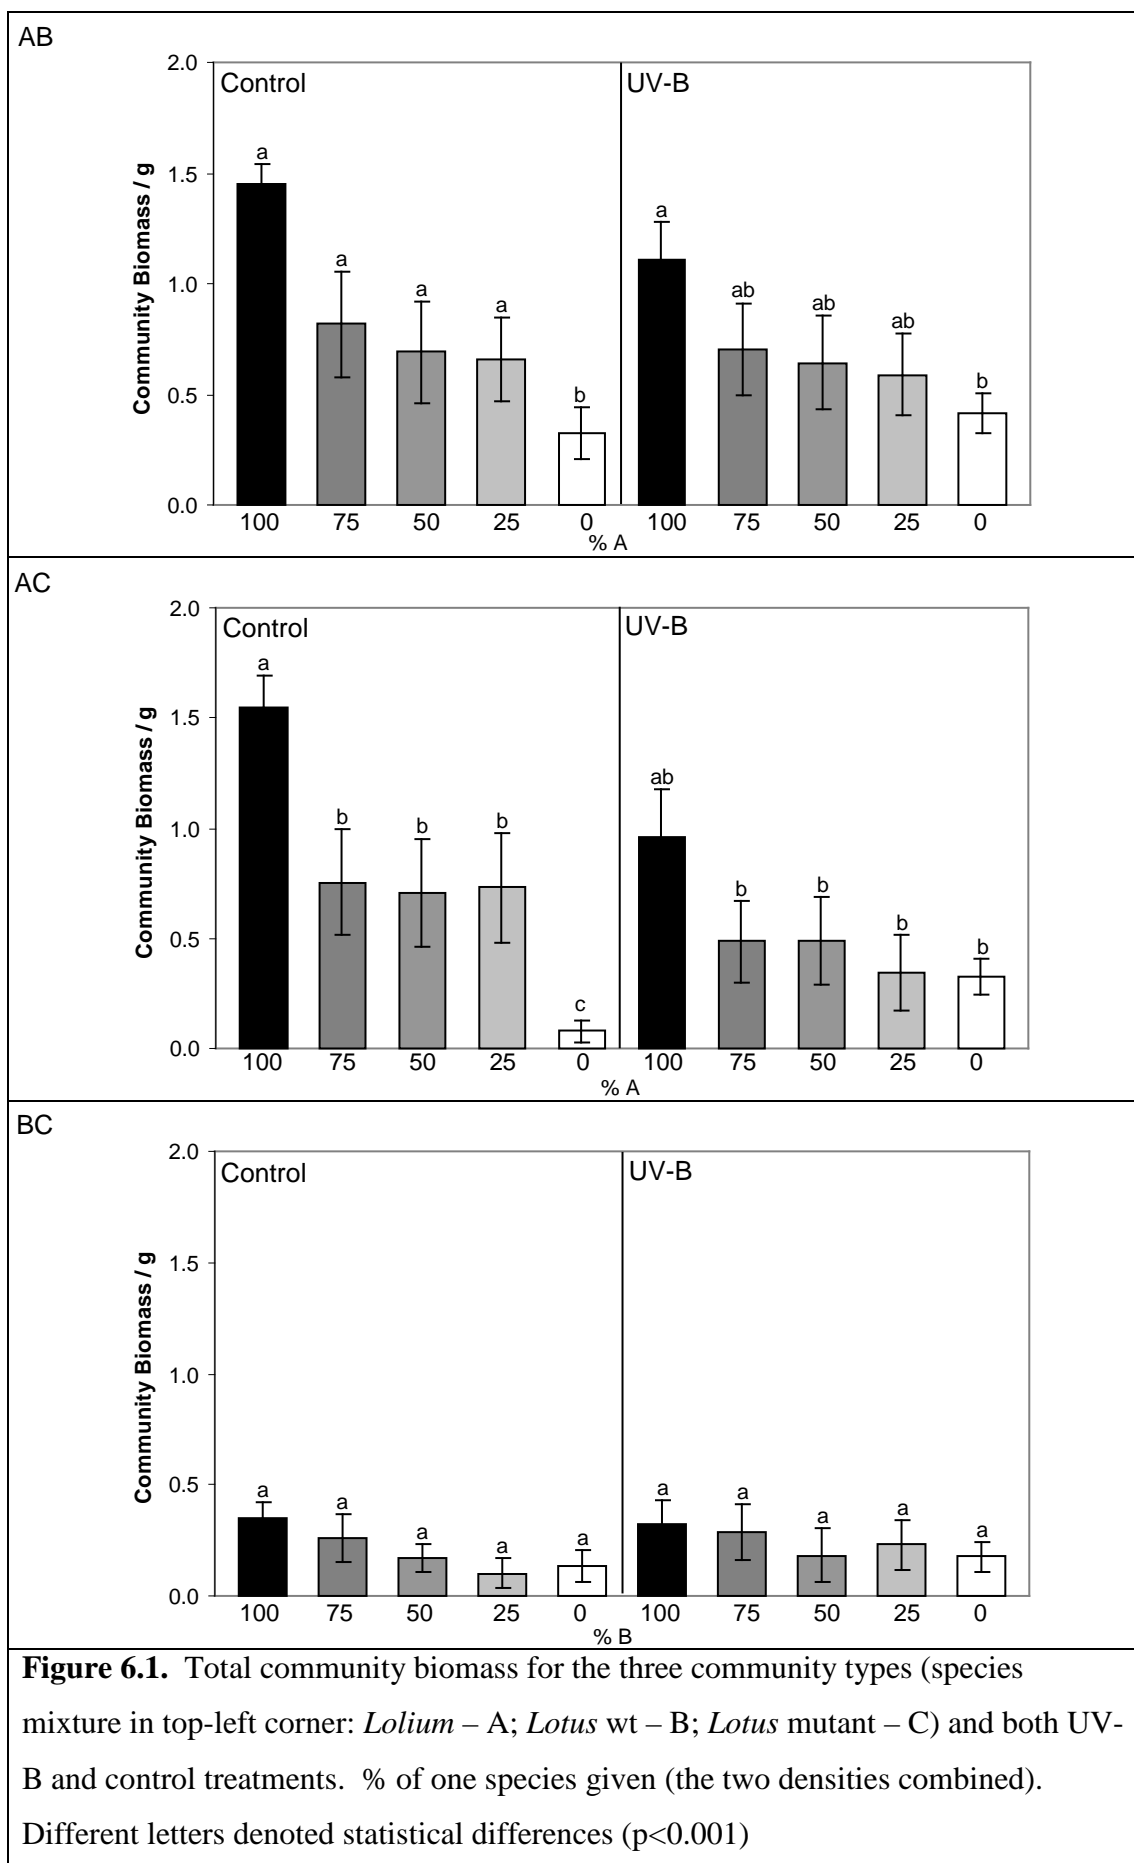 AB
Control
UV-B
Community Biomass / g
2.0
1.5
1.0
0.5
0.0
a
a
a
a
b
a
ab
ab
ab
b
100 75 50 25 0 100 75 50 25 0
% A
AC
Control
UV-B
Community Biomass / g
2.0
1.5
1.0
0.5
0.0
a
b
b
b
c
ab
b
b
b
b
100 75 50 25 0 100 75 50 25 0
% A
BC
Control
UV-B
Community Biomass / g
2.0
1.5
1.0
0.5
0.0
a
a
a
a
a
a
a
a
a
a
100 75 50 25 0 100 75 50 25 0
% B
Figure 6.1. Total community biomass for the three community types (species
mixture in top-left corner: Lolium – A; Lotus wt – B; Lotus mutant – C) and both UV-
B and control treatments. % of one species given (the two densities combined).
Different letters denoted statistical differences (p<0.001)